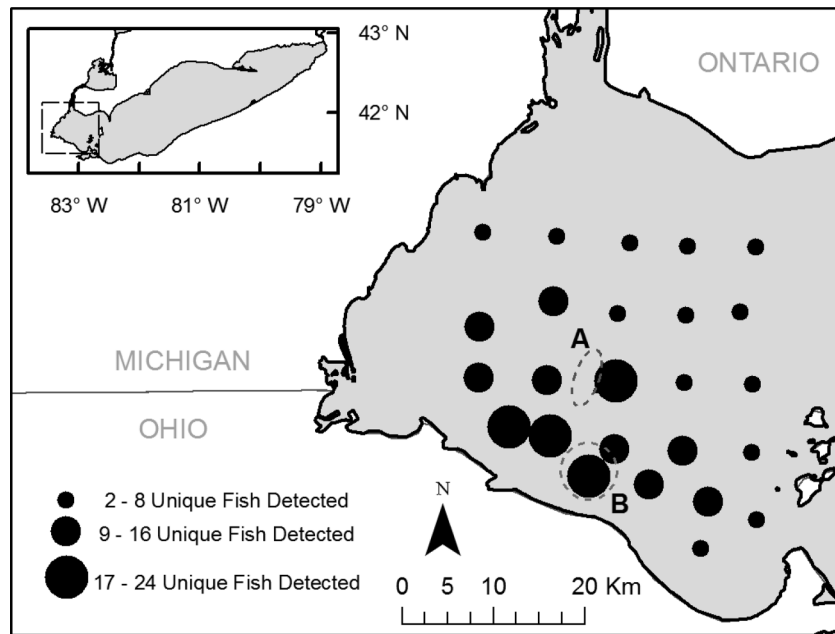 43° N
ONTARIO
42° N
83° W 81° W 79° W
A
MICHIGAN
OHIO
2 - 8 Unique Fish Detected
N
B
9 - 16 Unique Fish Detected
17 - 24 Unique Fish Detected
0 5 10 20 Km